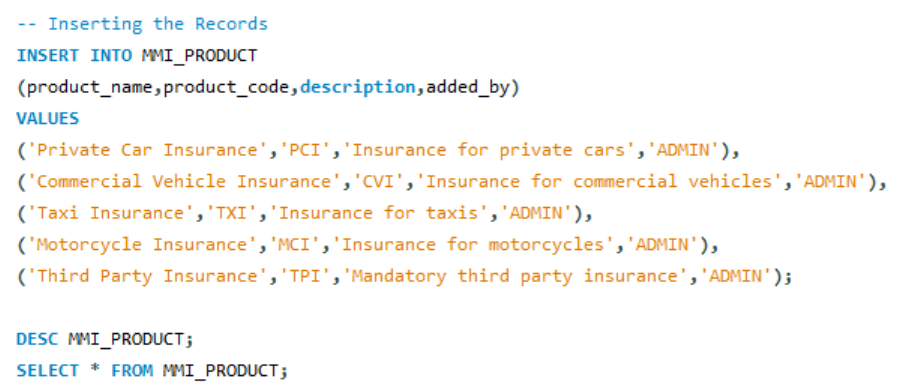 -- Inserting the Records
INSERT INTO MMI_PRODUCT
(product_name,product_code,description,added_by)
VALUES
('Private Car Insurance','PCI','Insurance for private cars','ADMIN'),
('Commercial Vehicle Insurance','CVI','Insurance for commercial vehicles','ADMIN'),
('Taxi Insurance','TXI','Insurance for taxis','ADMIN'),
('Motorcycle Insurance','MCI','Insurance for motorcycles','ADMIN'),
('Third Party Insurance','TPI','Mandatory third party insurance','ADMIN');
DESC MMI_PRODUCT;
SELECT * FROM MMI_PRODUCT;